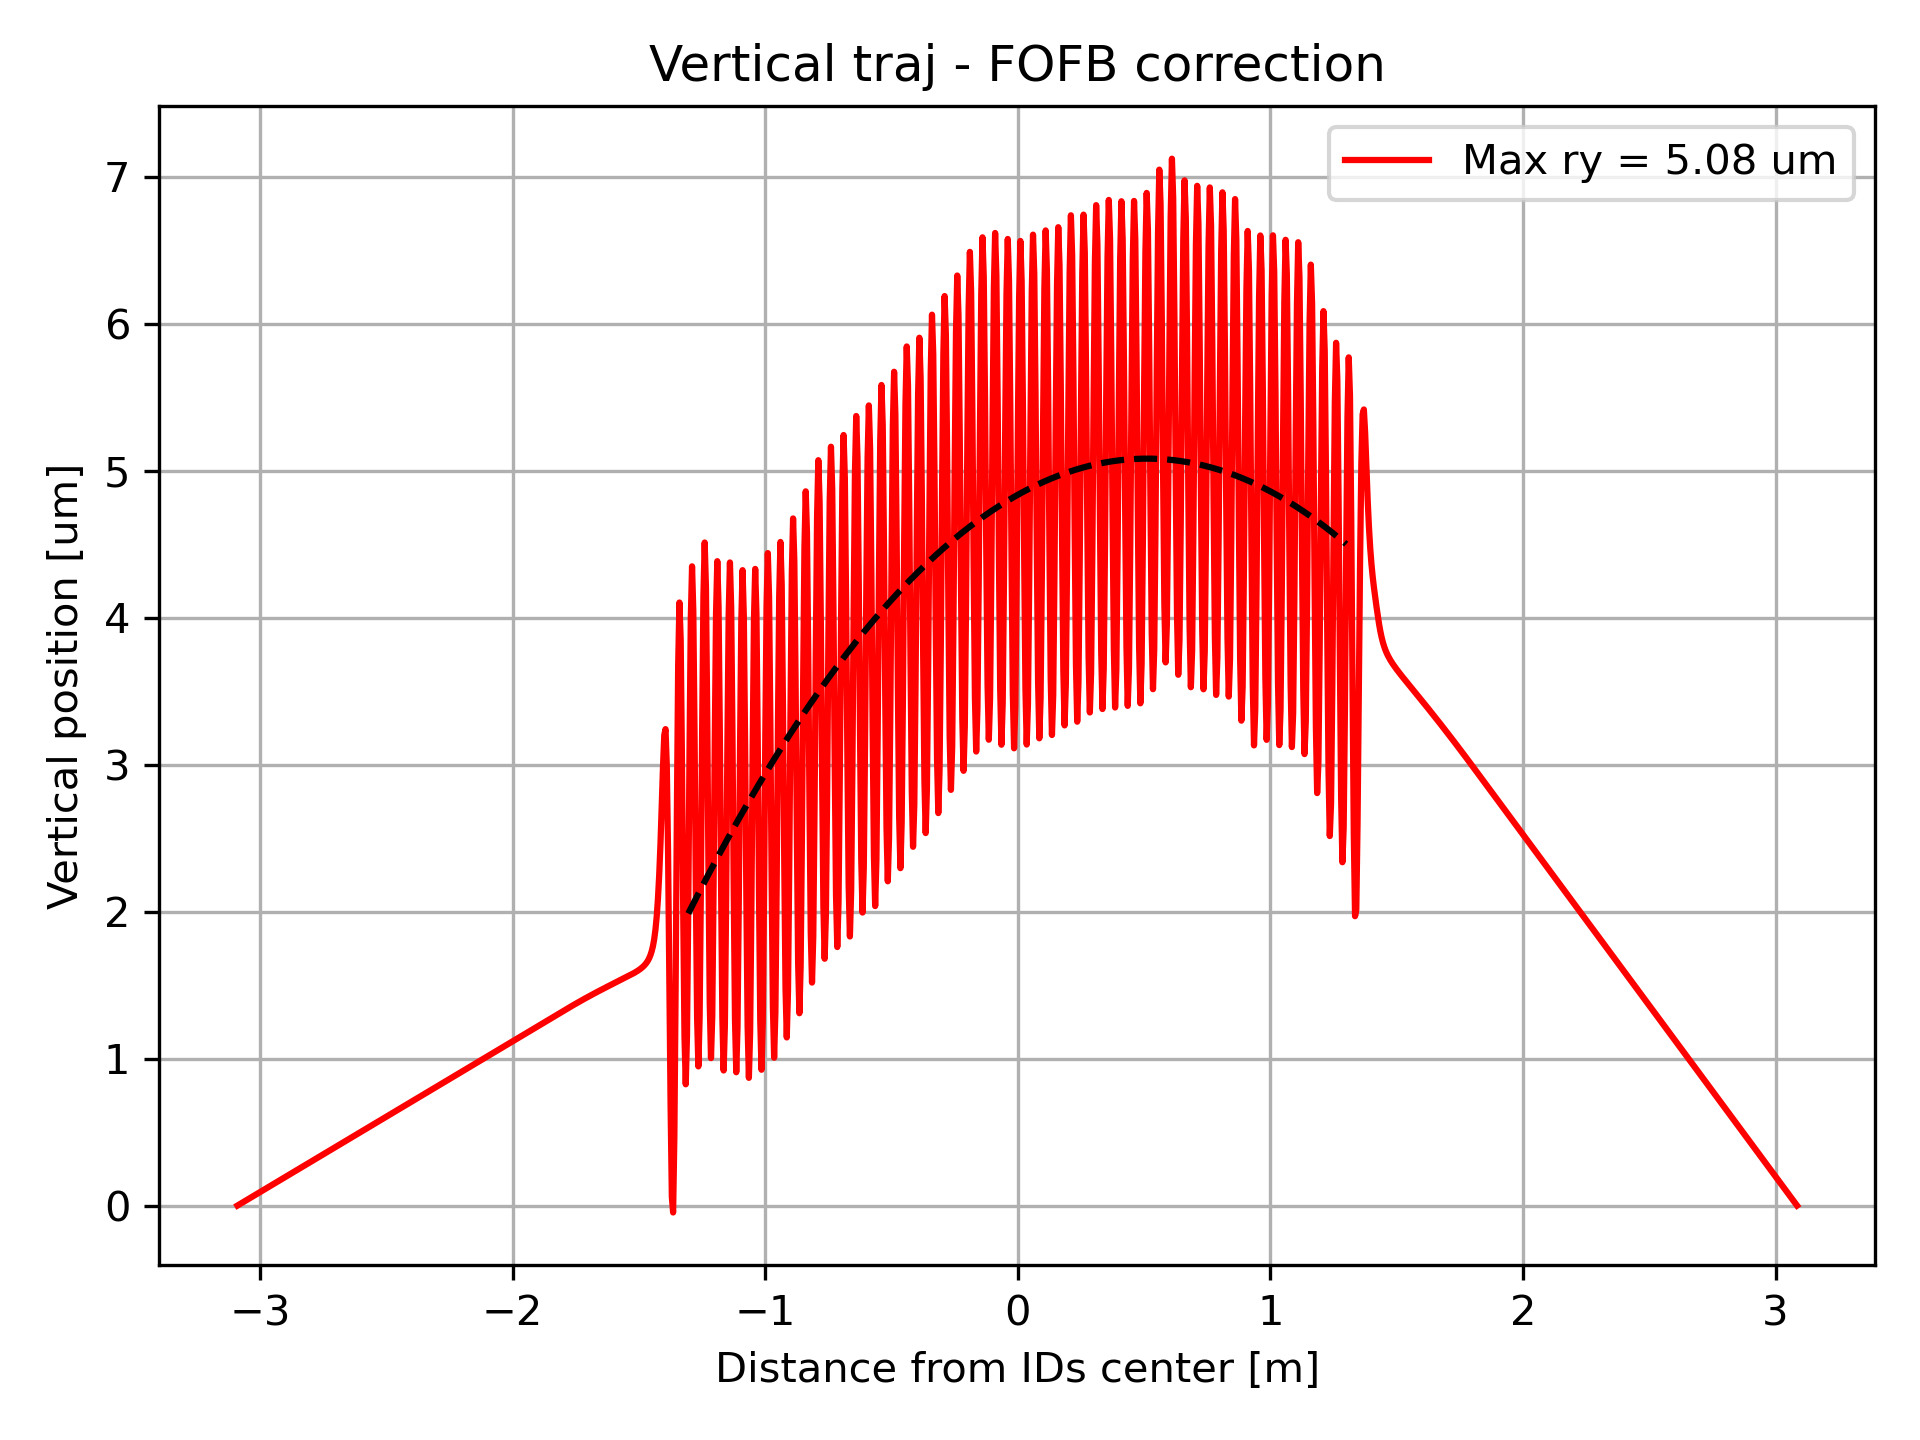 Vertical traj - FOFB correction
Max ry = 5.08 um
Vertical position [um]
7
6
5
4
3
2
1
0
−3 −2 −1 0 1 2 3
Distance from IDs center [m]